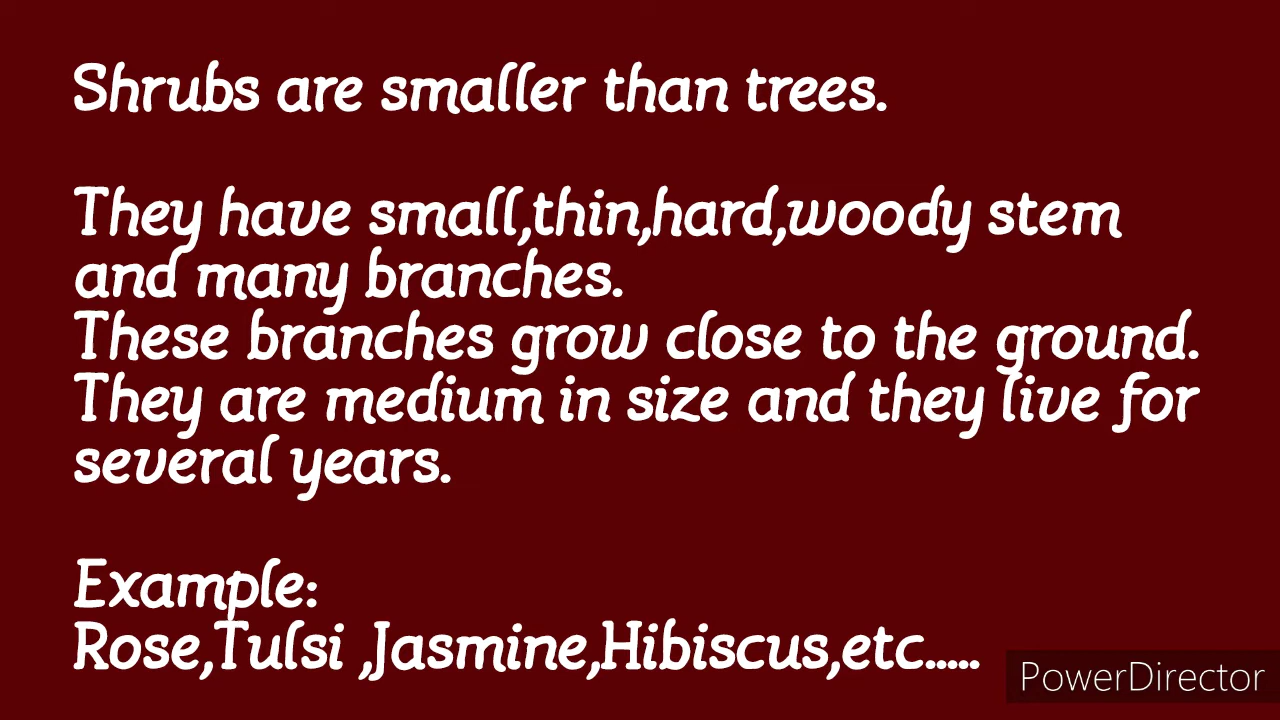 Shrubs are smaller than trees.
They have small,thin,hard,woody stem
and many branches.
These branches grow close to the ground.
They are medium in size and they live for
several years.
Example:
Rose,Tulsi ,Jasmine,Hibiscus,etc.....
PowerDirector